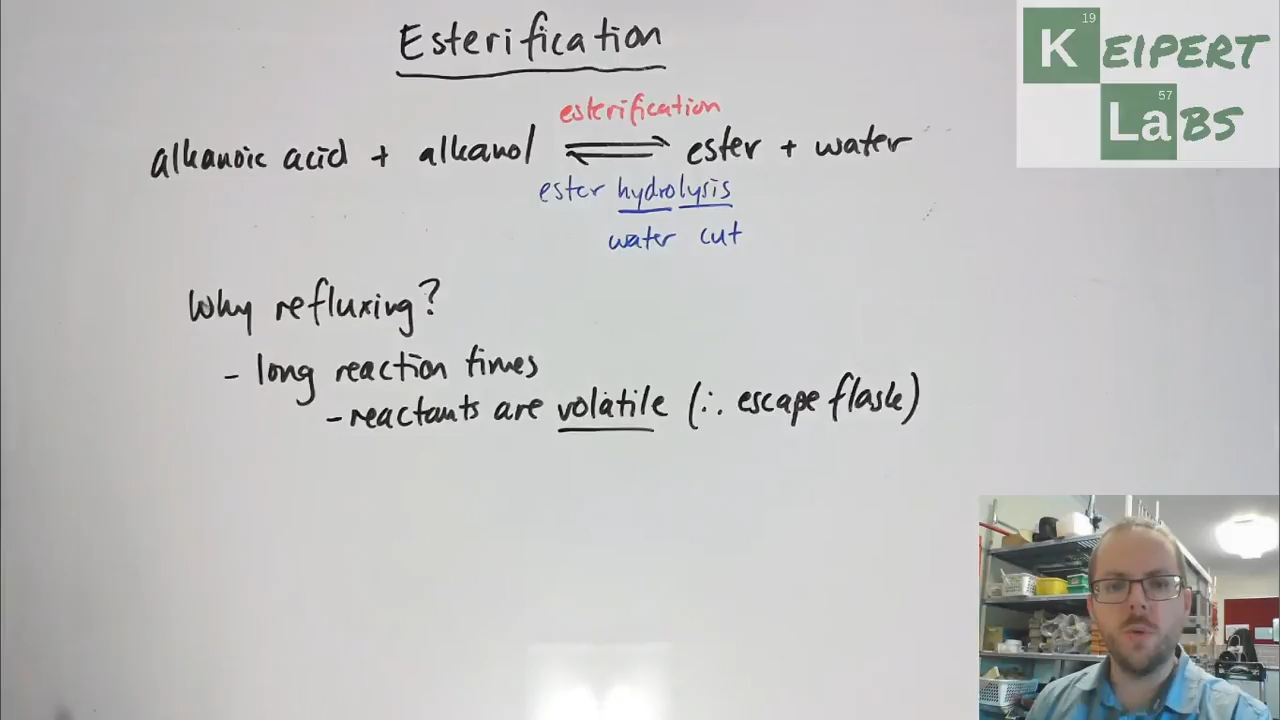 Esterification
19
KEIPERT
57
LaBS
esterification
alkanoic acid + alkanol ⇌ ester + water
ester hydrolysis
water cut
Why refluxing?
- long reaction times
- reactants are volatile (∴ escape flask)